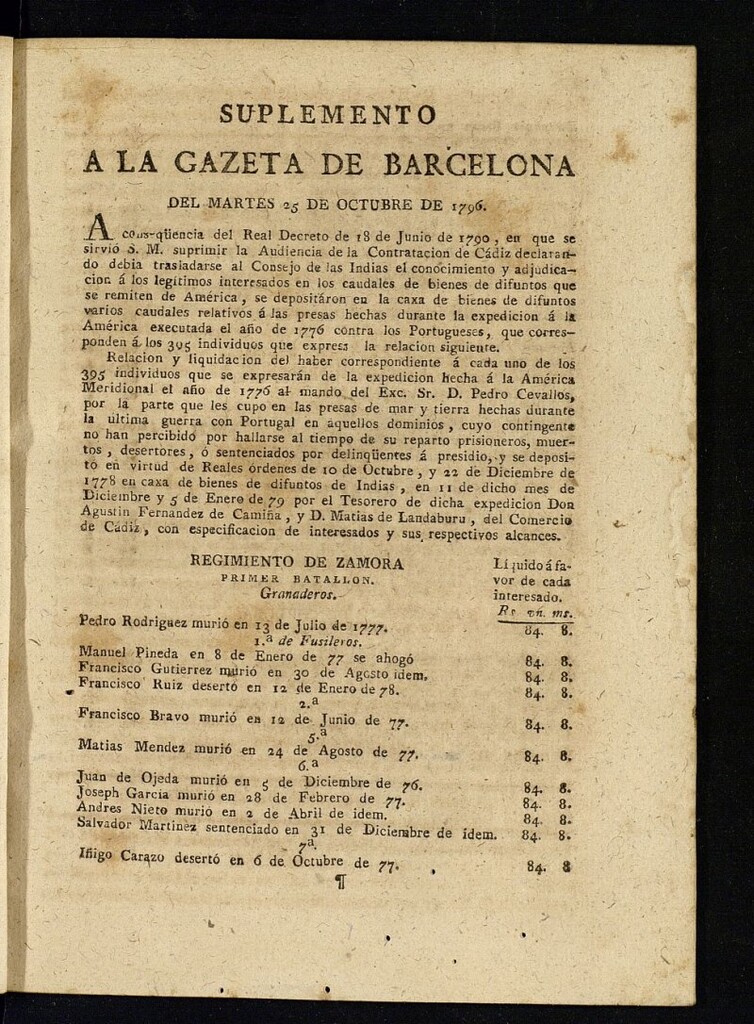 SUPLEMENTO
A LA GAZETA DE BARCELONA
DEL MARTES 25 DE OCTUBRE DE 1796.
A conseqüencia del Real Decreto de 18 de Junio de 1790, en que se
sirvió S. M. suprimir la Audiencia de la Contratacion de Cádiz declaran-
do debia trasladarse al Consejo de las Indias el conocimiento y adjudica-
cion á los legítimos interesados en los caudales de bienes de difuntos que
se remiten de América, se depositáron en la caxa de bienes de difuntos
varios caudales relativos á las presas hechas durante la expedicion á la
América executada el año de 1776 contra los Portugueses, que corres-
ponden á los 395 individuos que expresa la relacion siguiente.
Relacion y liquidacion del haber correspondiente á cada uno de los
395 individuos que se expresarán de la expedicion hecha á la América
Meridional el año de 1776 al mando del Exc. Sr. D. Pedro Cevallos,
por la parte que les cupo en las presas de mar y tierra hechas durante
la última guerra con Portugal en aquellos dominios, cuyo contingente
no han percibido por hallarse al tiempo de su reparto prisioneros, muer-
tos, desertores, ó sentenciados por delinqüentes á presidio, y se deposi-
tó en virtud de Reales órdenes de 10 de Octubre, y 22 de Diciembre de
1778 en caxa de bienes de difuntos de Indias, en 11 de dicho mes de
Diciembre y 5 de Enero de 79 por el Tesorero de dicha expedicion Don
Agustin Fernandez de Camiña, y D. Matias de Landaburu, del Comercio
de Cádiz, con especificacion de interesados y sus respectivos alcances.
REGIMIENTO DE ZAMORA
PRIMER BATALLON.
Granaderos.
Líquido á fa-
vor de cada
interesado.
Rs vn. ms.
Pedro Rodriguez murió en 13 de Julio de 1777. 84. 8.
1.ª de Fusileros.
Manuel Pineda en 8 de Enero de 77 se ahogó 84. 8.
Francisco Gutierrez murió en 30 de Agosto idem. 84. 8.
Francisco Ruiz desertó en 12 de Enero de 78. 84. 8.
2.ª
Francisco Bravo murió en 12 de Junio de 77. 84. 8.
5.ª
Matias Mendez murió en 24 de Agosto de 77. 84. 8.
6.ª
Juan de Ojeda murió en 5 de Diciembre de 76. 84. 8.
Joseph García murió en 28 de Febrero de 77. 84. 8.
Andres Nieto murió en 2 de Abril de idem. 84. 8.
Salvador Martinez sentenciado en 31 de Diciembre de idem. 84. 8.
7ª.
Iñigo Carazo desertó en 6 de Octubre de 77. 84. 8
¶